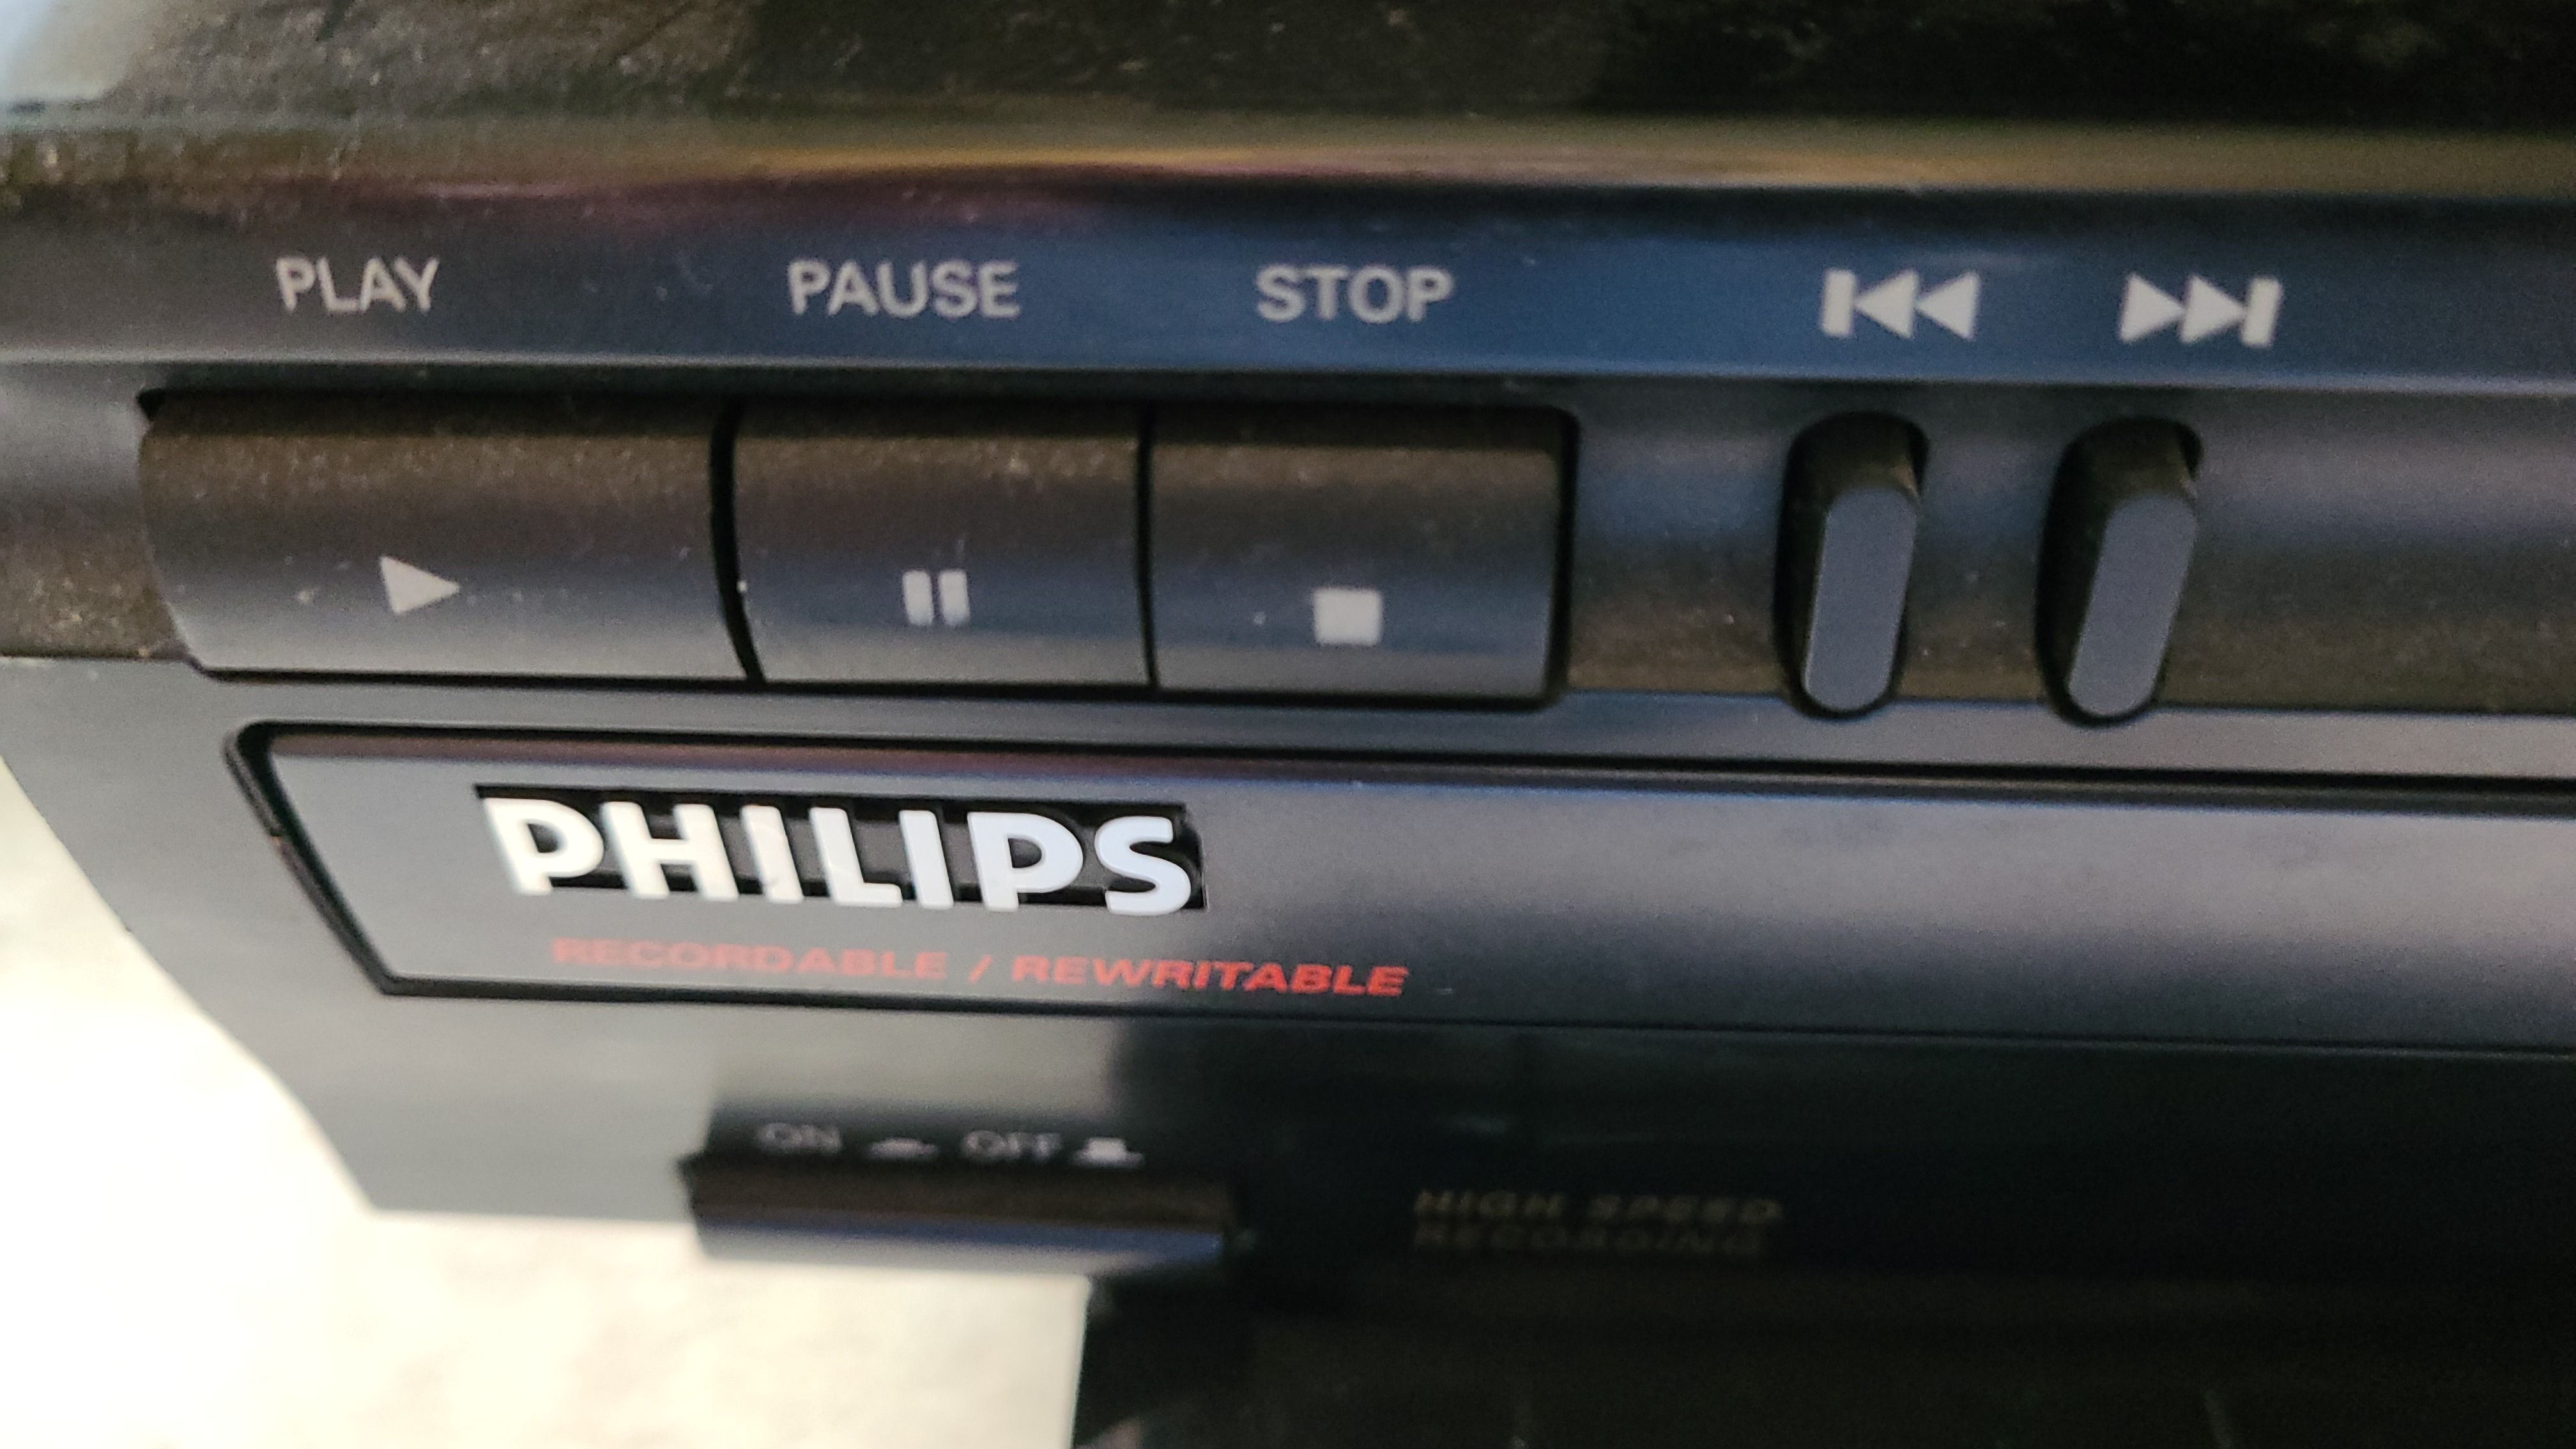 PLAY PAUSE STOP
PHILIPS
RECORDABLE / REWRITABLE
ON OFF
HIGH SPEED
RECORDING